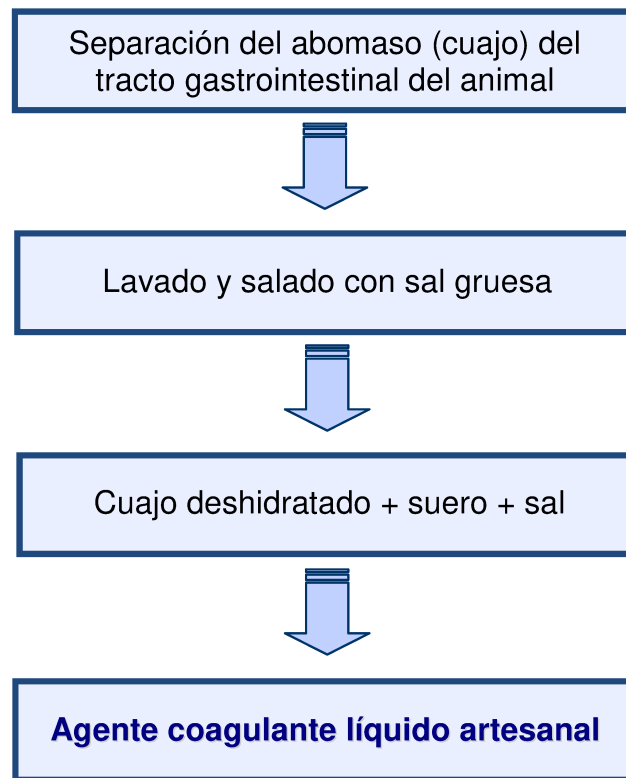 Separación del abomaso (cuajo) del
tracto gastrointestinal del animal
Lavado y salado con sal gruesa
Cuajo deshidratado + suero + sal
Agente coagulante líquido artesanal